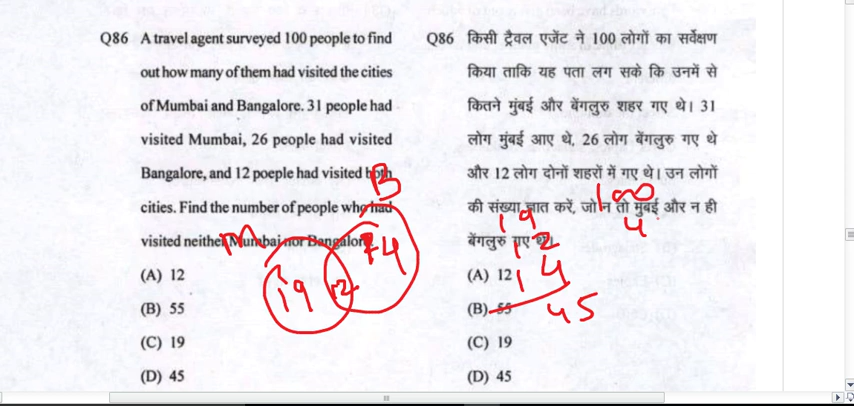 Q86 A travel agent surveyed 100 people to find
out how many of them had visited the cities
of Mumbai and Bangalore. 31 people had
visited Mumbai, 26 people had visited
Bangalore, and 12 poeple had visited both
cities. Find the number of people who had
visited neither Mumbai nor Bangalore.
(A) 12
(B) 55
(C) 19
(D) 45
M
B
19
12
14
Q86 किसी ट्रैवल एजेंट ने 100 लोगों का सर्वेक्षण
किया ताकि यह पता लग सके कि उनमें से
कितने मुंबई और बेंगलुरु शहर गए थे। 31
लोग मुंबई आए थे, 26 लोग बेंगलुरु गए थे
और 12 लोग दोनों शहरों में गए थे। उन लोगों
की संख्या ज्ञात करें, जो न तो मुंबई और न ही
बेंगलुरु गए थे।
(A) 12
(B) 55
(C) 19
(D) 45
19
12
14
45
100
4